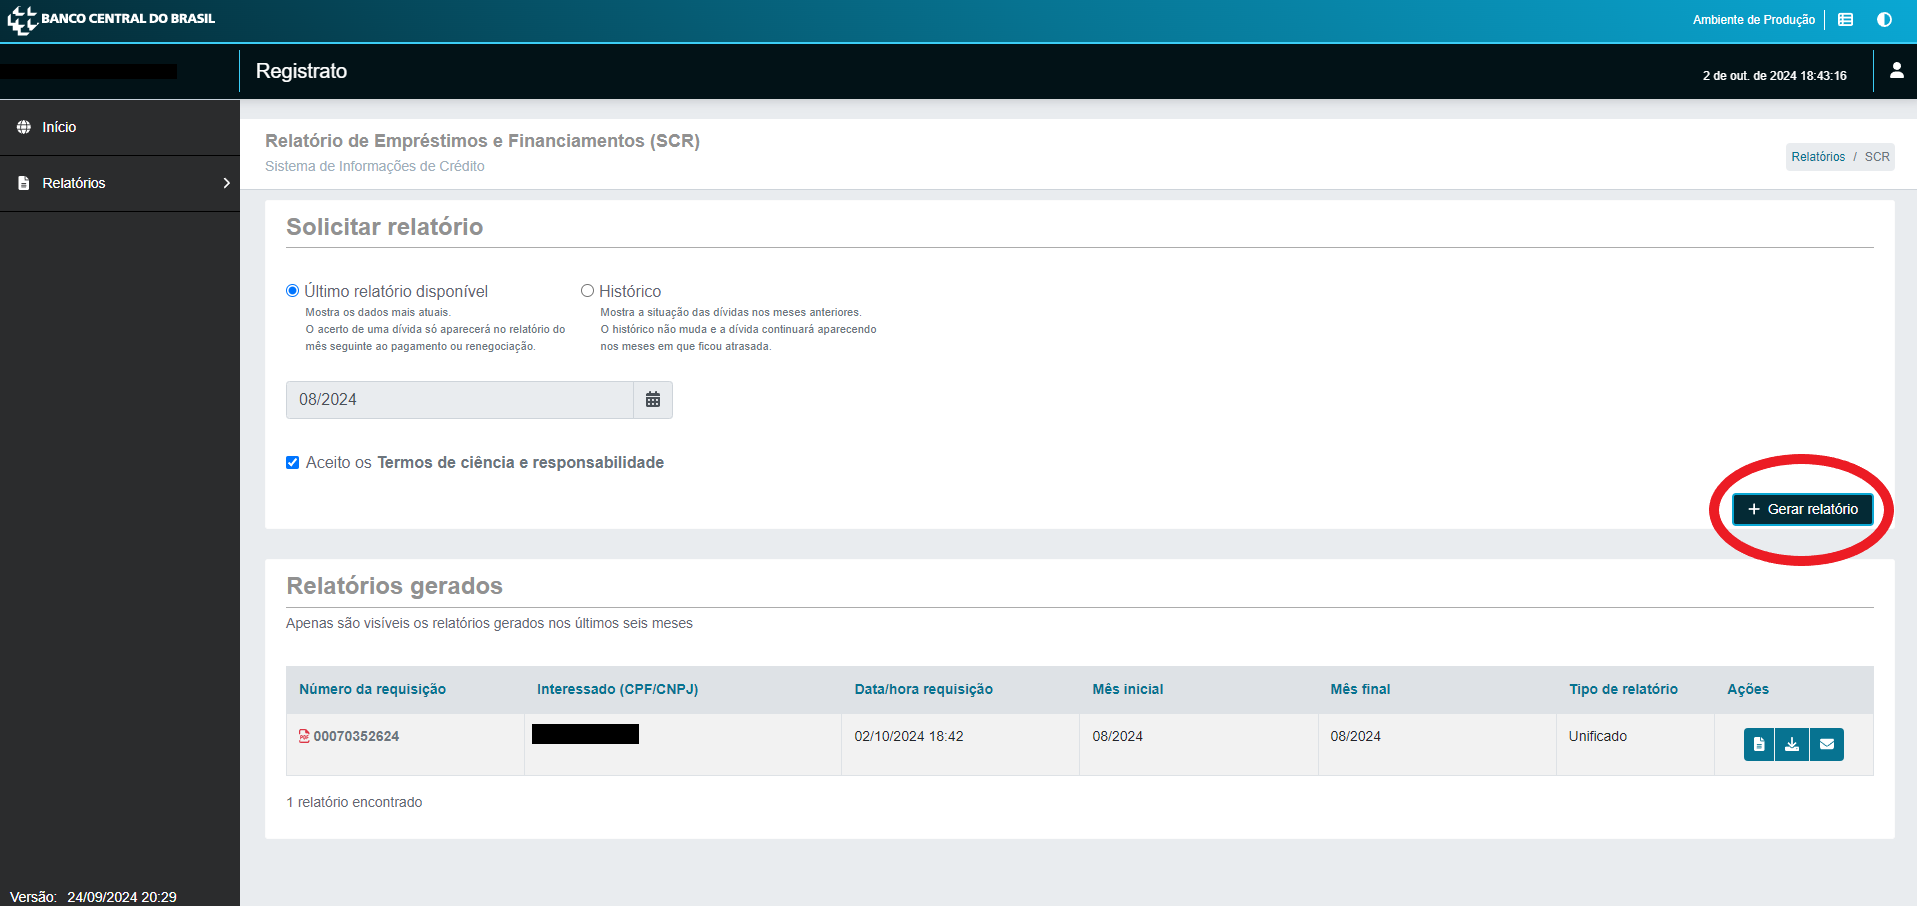 BANCO CENTRAL DO BRASIL
Ambiente de Produção
Registrato
2 de out. de 2024 18:43:16
Início
Relatórios
Relatório de Empréstimos e Financiamentos (SCR)
Sistema de Informações de Crédito
Relatórios / SCR
Solicitar relatório
Último relatório disponível
Mostra os dados mais atuais.
O acerto de uma dívida só aparecerá no relatório do
mês seguinte ao pagamento ou renegociação.
Histórico
Mostra a situação das dívidas nos meses anteriores.
O histórico não muda e a dívida continuará aparecendo
nos meses em que ficou atrasada.
08/2024
Aceito os Termos de ciência e responsabilidade
+ Gerar relatório
Relatórios gerados
Apenas são visíveis os relatórios gerados nos últimos seis meses
Número da requisição Interessado (CPF/CNPJ) Data/hora requisição Mês inicial Mês final Tipo de relatório Ações
00070352624 02/10/2024 18:42 08/2024 08/2024 Unificado
1 relatório encontrado
Versão: 24/09/2024 20:29